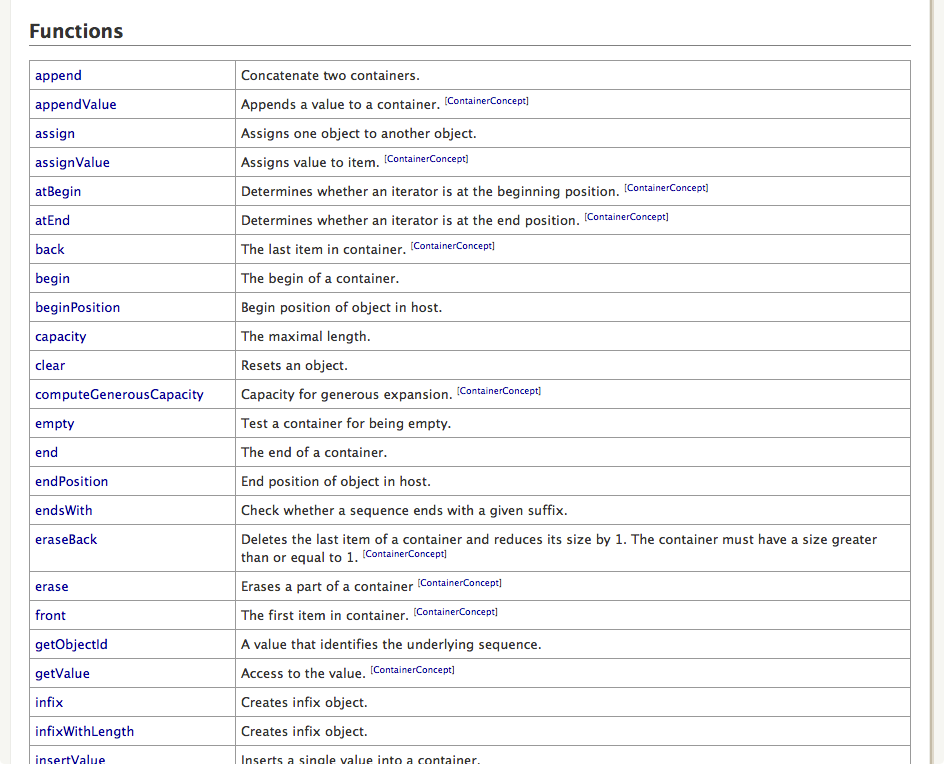 Functions
append Concatenate two containers.
appendValue Appends a value to a container. [ContainerConcept]
assign Assigns one object to another object.
assignValue Assigns value to item. [ContainerConcept]
atBegin Determines whether an iterator is at the beginning position. [ContainerConcept]
atEnd Determines whether an iterator is at the end position. [ContainerConcept]
back The last item in container. [ContainerConcept]
begin The begin of a container.
beginPosition Begin position of object in host.
capacity The maximal length.
clear Resets an object.
computeGenerousCapacity Capacity for generous expansion. [ContainerConcept]
empty Test a container for being empty.
end The end of a container.
endPosition End position of object in host.
endsWith Check whether a sequence ends with a given suffix.
eraseBack Deletes the last item of a container and reduces its size by 1. The container must have a size greater
than or equal to 1. [ContainerConcept]
erase Erases a part of a container [ContainerConcept]
front The first item in container. [ContainerConcept]
getObjectId A value that identifies the underlying sequence.
getValue Access to the value. [ContainerConcept]
infix Creates infix object.
infixWithLength Creates infix object.
insertValue Inserts a single value into a container.